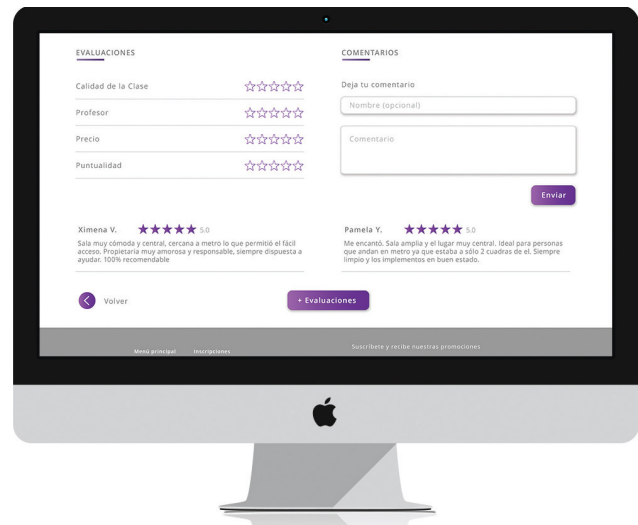 EVALUACIONES
Calidad de la Clase
Profesor
Precio
Puntualidad
COMENTARIOS
Deja tu comentario
Nombre (opcional)
Comentario
Enviar
Ximena V. 5.0
Sala muy cómoda y central, cercana a metro lo que permitió el fácil
acceso. Propietaria muy amorosa y responsable, siempre dispuesta a
ayudar. 100% recomendable
Pamela Y. 5.0
Me encantó. Sala amplia y el lugar muy central. Ideal para personas
que andan en metro ya que estaba a sólo 2 cuadras de el. Siempre
limpio y los implementos en buen estado.
Volver
+ Evaluaciones
Menú principal
Inscripciones
Suscríbete y recibe nuestras promociones